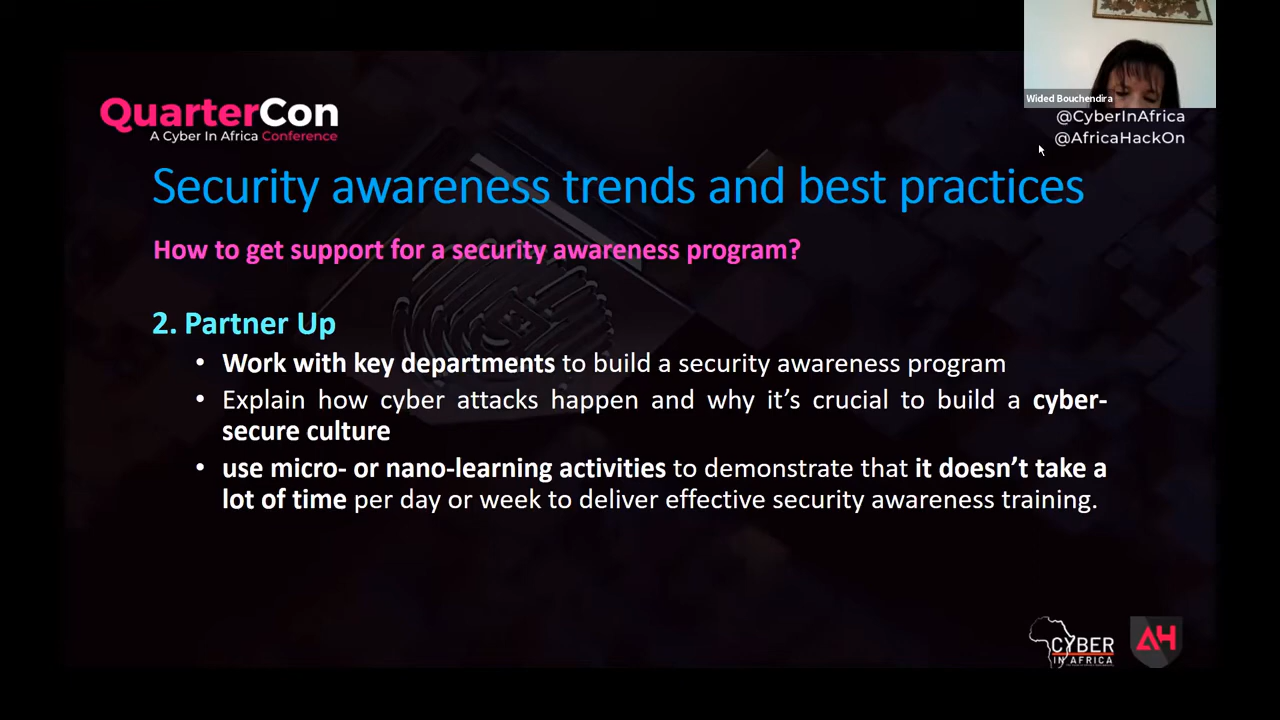 Wided Bouchendira
@CyberInAfrica
@AfricaHackOn
QuarterCon
A Cyber In Africa Conference
Security awareness trends and best practices
How to get support for a security awareness program?
2. Partner Up
• Work with key departments to build a security awareness program
• Explain how cyber attacks happen and why it’s crucial to build a cyber-
secure culture
• use micro- or nano-learning activities to demonstrate that it doesn’t take a
lot of time per day or week to deliver effective security awareness training.
CYBER
IN AFRICA
AH